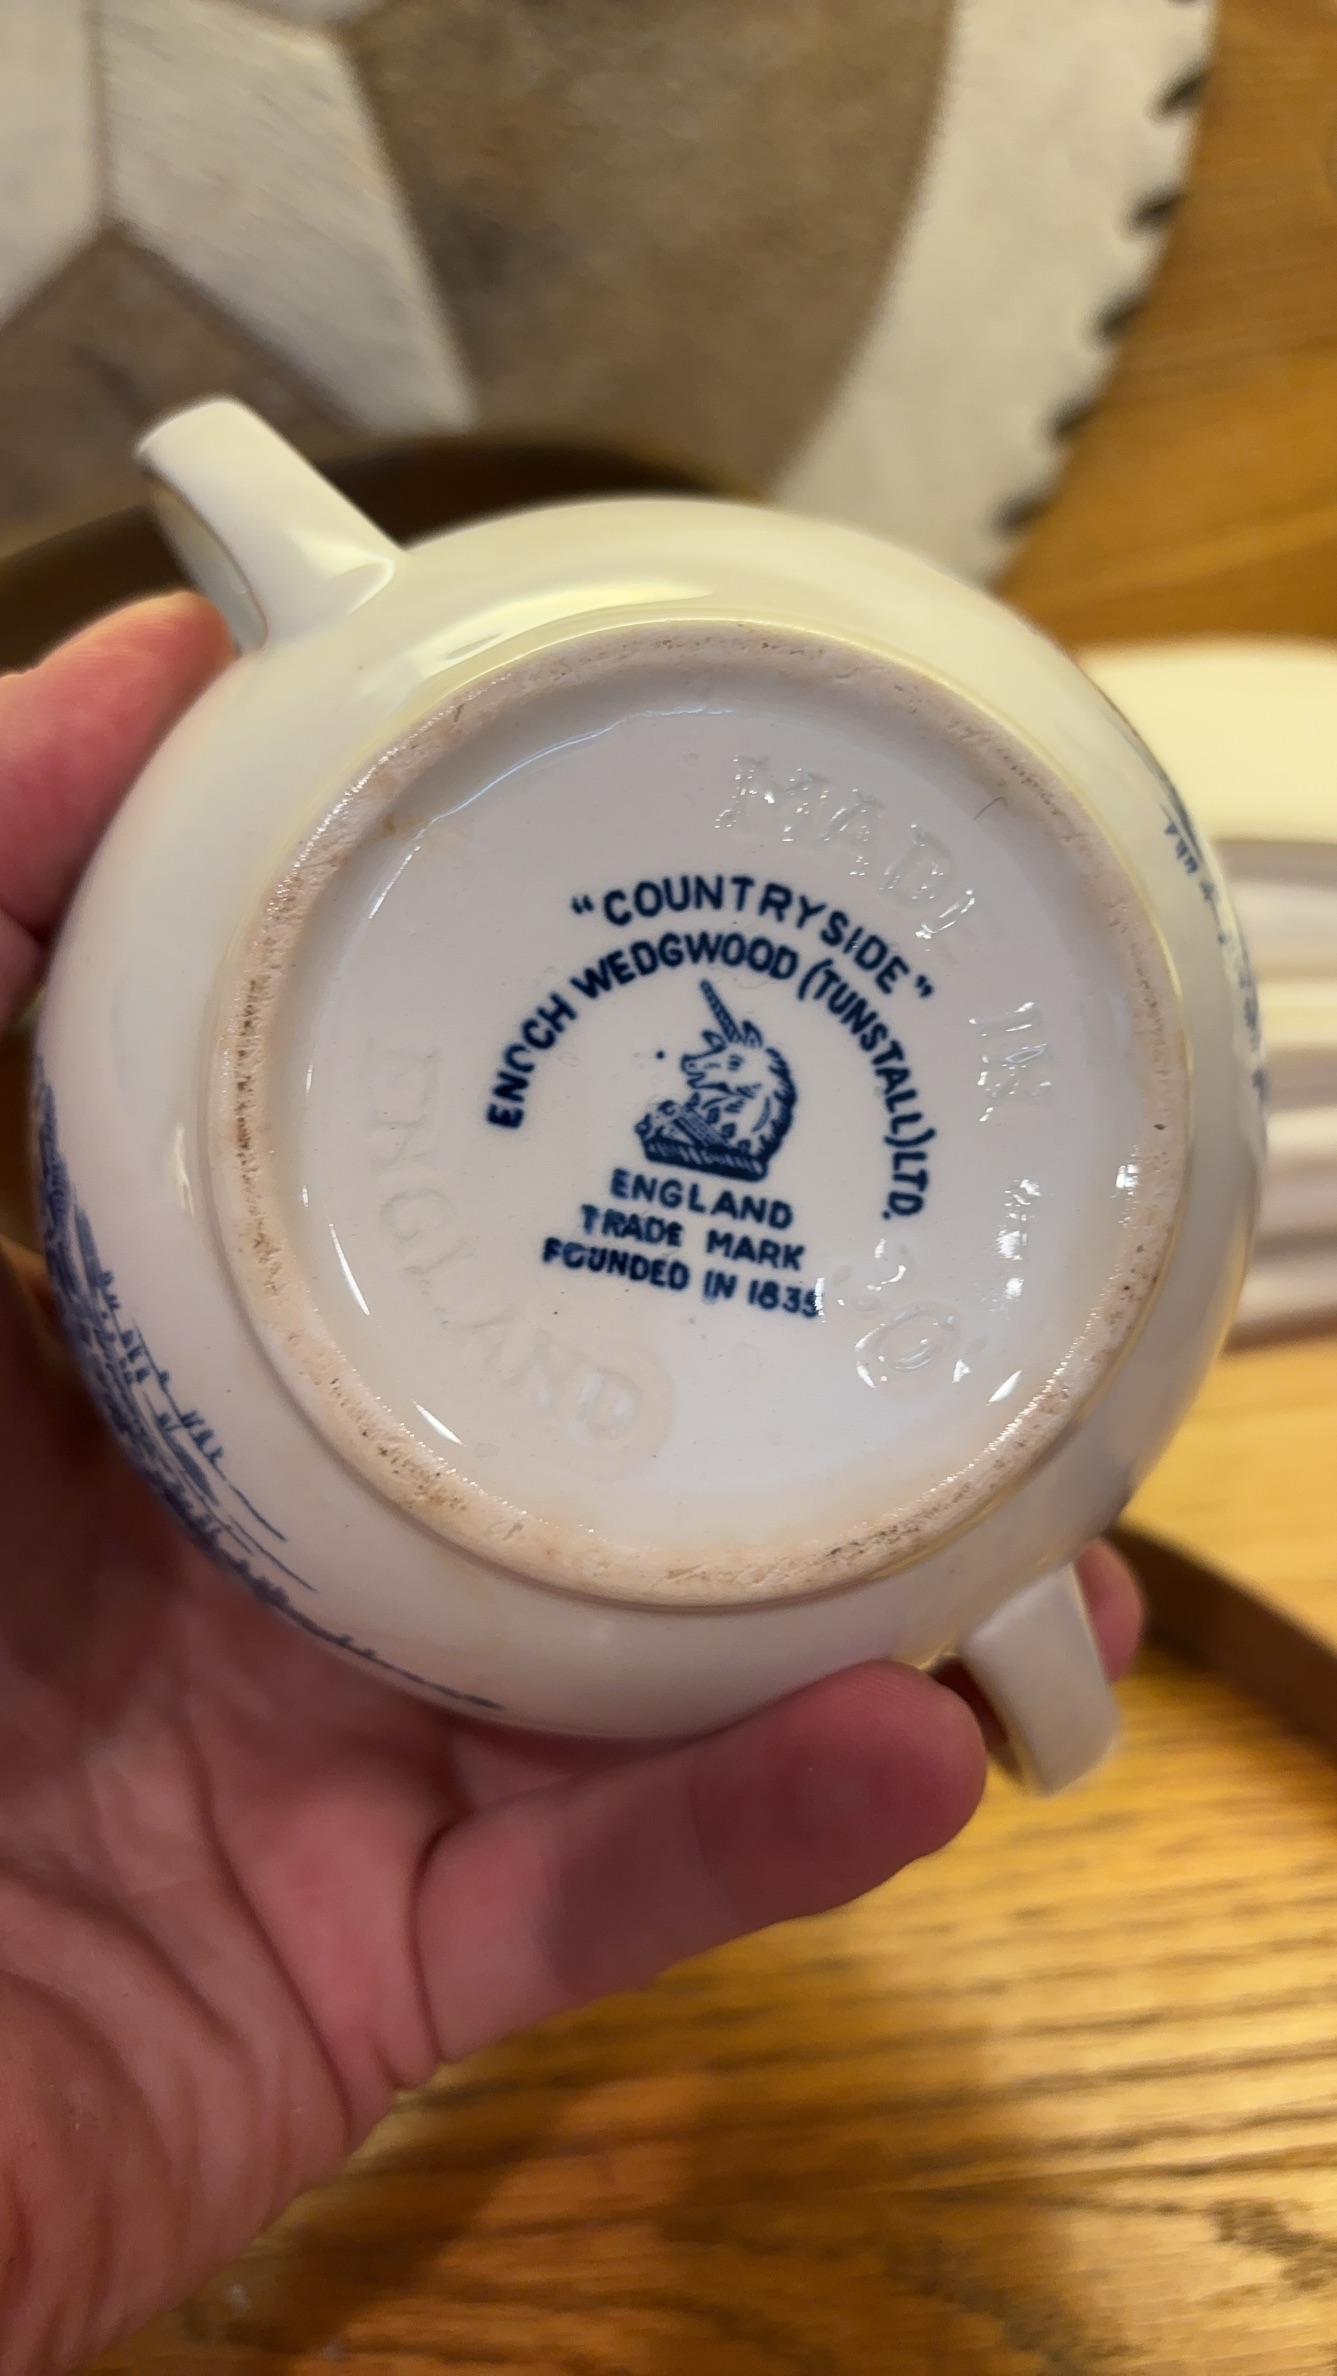 "COUNTRYSIDE"
ENOCH WEDGWOOD (TUNSTALL) LTD.
ENGLAND
TRADE MARK
FOUNDED IN 1835
MADE IN
ENGLAND